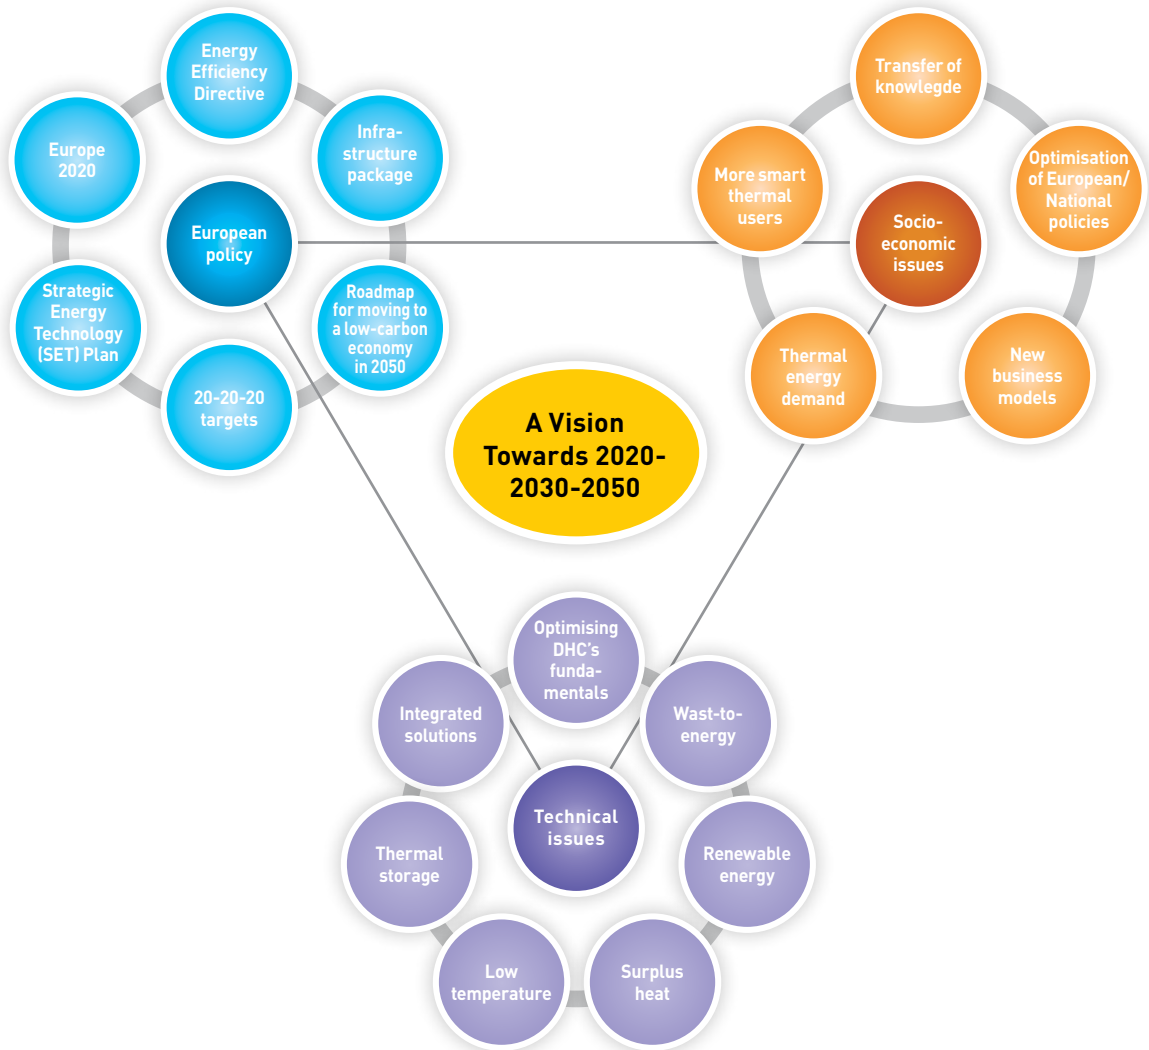 Energy
Efficiency
Directive
Infra-
structure
package
Europe
2020
European
policy
Strategic
Energy
Technology
(SET) Plan
Roadmap
for moving to
a low-carbon
economy
in 2050
20-20-20
targets
Transfer of
knowlegde
More smart
thermal
users
Optimisation
of European/
National
policies
Socio-
economic
issues
Thermal
energy
demand
New
business
models
A Vision
Towards 2020-
2030-2050
Optimising
DHC's
funda-
mentals
Integrated
solutions
Wast-to-
energy
Technical
issues
Thermal
storage
Renewable
energy
Low
temperature
Surplus
heat